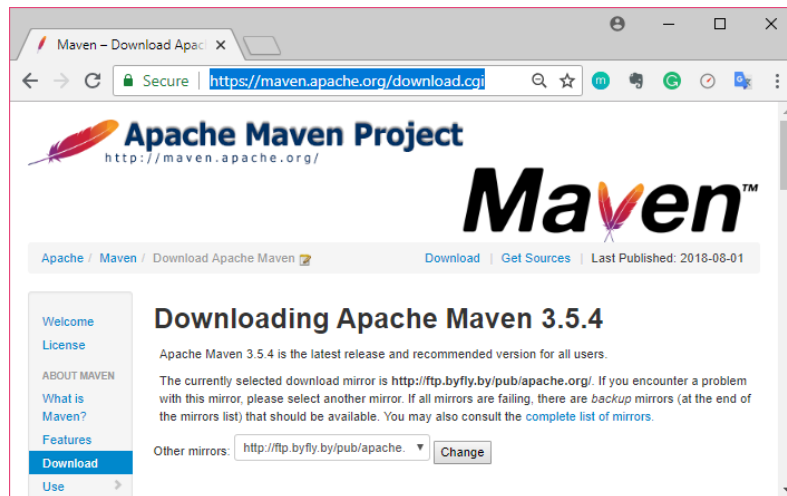 Maven – Down­load Apac
Secure
https://maven.apache.org/download.cgi
Apache Maven Project
http://maven.apache.org/
Maven™
Apache / Maven / Download Apache Maven
Download | Get Sources | Last Published: 2018-08-01
Welcome
License
ABOUT MAVEN
What is
Maven?
Features
Download
Use
Downloading Apache Maven 3.5.4
Apache Maven 3.5.4 is the latest release and recommended version for all users.
The currently selected download mirror is http://ftp.byfly.by/pub/apache.org/. If you encounter a problem
with this mirror, please select another mirror. If all mirrors are failing, there are backup mirrors (at the end of
the mirrors list) that should be available. You may also consult the complete list of mirrors.
Other mirrors: http://ftp.byfly.by/pub/apache. Change